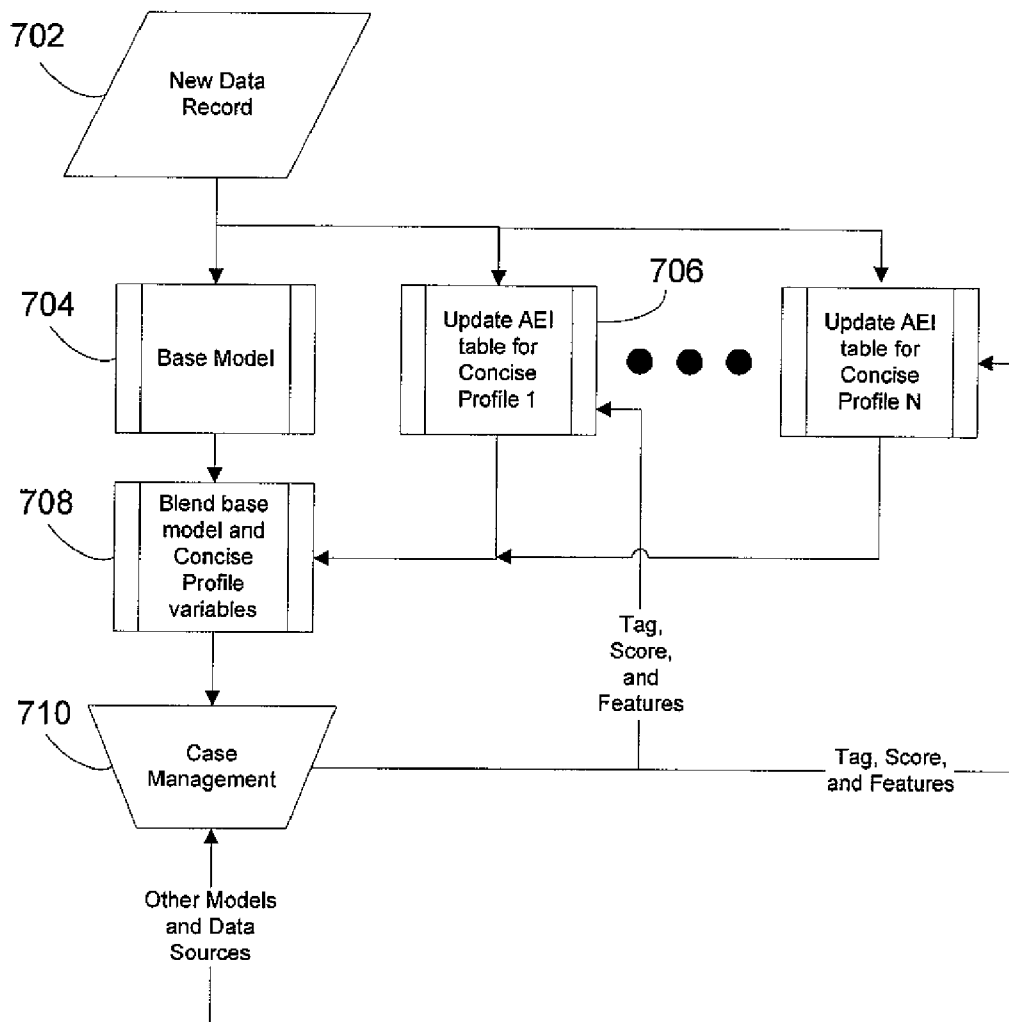 702
New Data
Record
704
Base Model
706
Update AEI
table for
Concise
Profile 1
Update AEI
table for
Concise
Profile N
708
Blend base
model and
Concise
Profile
variables
Tag,
Score,
and
Features
710
Case
Management
Tag, Score,
and Features
Other Models
and Data
Sources